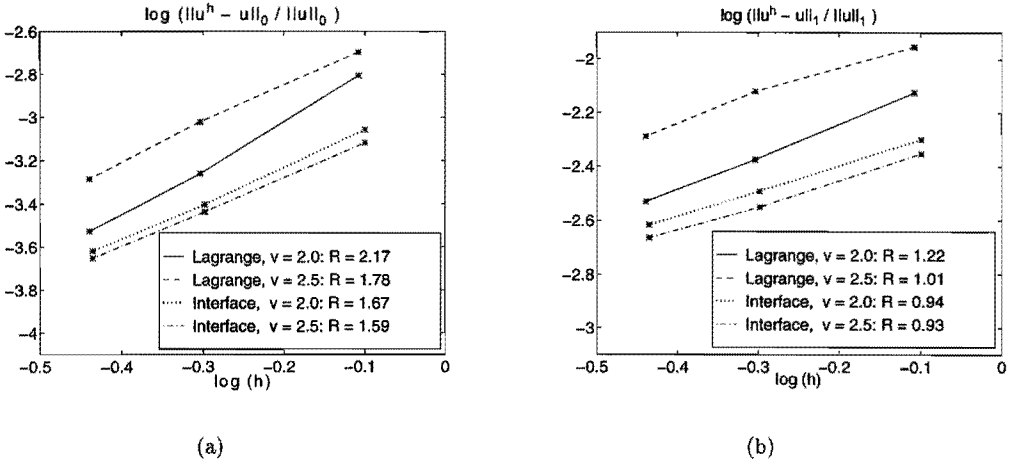 log (||u^h − u||_0 / ||u||_0 )
−2.6
−2.8
−3
−3.2
−3.4
−3.6
−3.8
−4
Lagrange, v = 2.0: R = 2.17
Lagrange, v = 2.5: R = 1.78
Interface, v = 2.0: R = 1.67
Interface, v = 2.5: R = 1.59
−0.5 −0.4 −0.3 −0.2 −0.1 0
log (h)
(a)
log (||u^h − u||_1 / ||u||_1 )
−2
−2.2
−2.4
−2.6
−2.8
−3
Lagrange, v = 2.0: R = 1.22
Lagrange, v = 2.5: R = 1.01
Interface, v = 2.0: R = 0.94
Interface, v = 2.5: R = 0.93
−0.5 −0.4 −0.3 −0.2 −0.1 0
log (h)
(b)